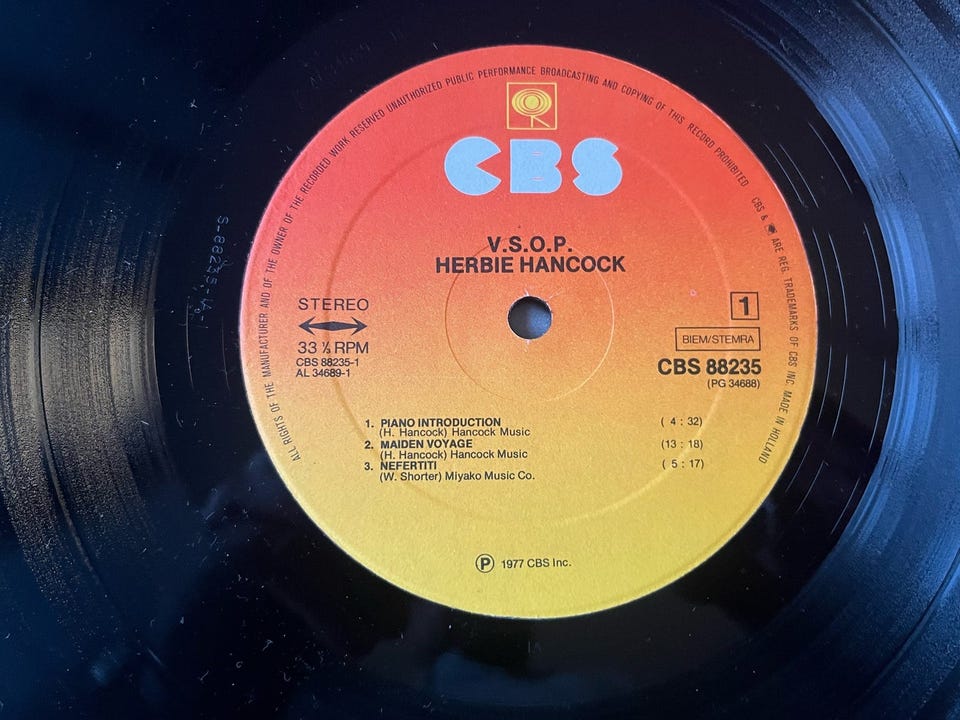 ALL RIGHTS OF THE MANUFACTURER AND OF THE OWNER OF THE RECORDED WORK RESERVED UNAUTHORIZED PUBLIC PERFORMANCE BROADCASTING AND COPYING OF THIS RECORD PROHIBITED
CBS & ARE REG. TRADEMARKS OF CBS INC. MADE IN HOLLAND
CBS
V.S.O.P.
HERBIE HANCOCK
STEREO
1
33 ⅓ RPM
BIEM/STEMRA
CBS 88235-1
CBS 88235
AL 34689-1
(PG 34688)
1. PIANO INTRODUCTION ( 4 : 32)
(H. Hancock) Hancock Music
2. MAIDEN VOYAGE (13 : 18)
(H. Hancock) Hancock Music
3. NEFERTITI ( 5 : 17)
(W. Shorter) Miyako Music Co.
℗ 1977 CBS Inc.